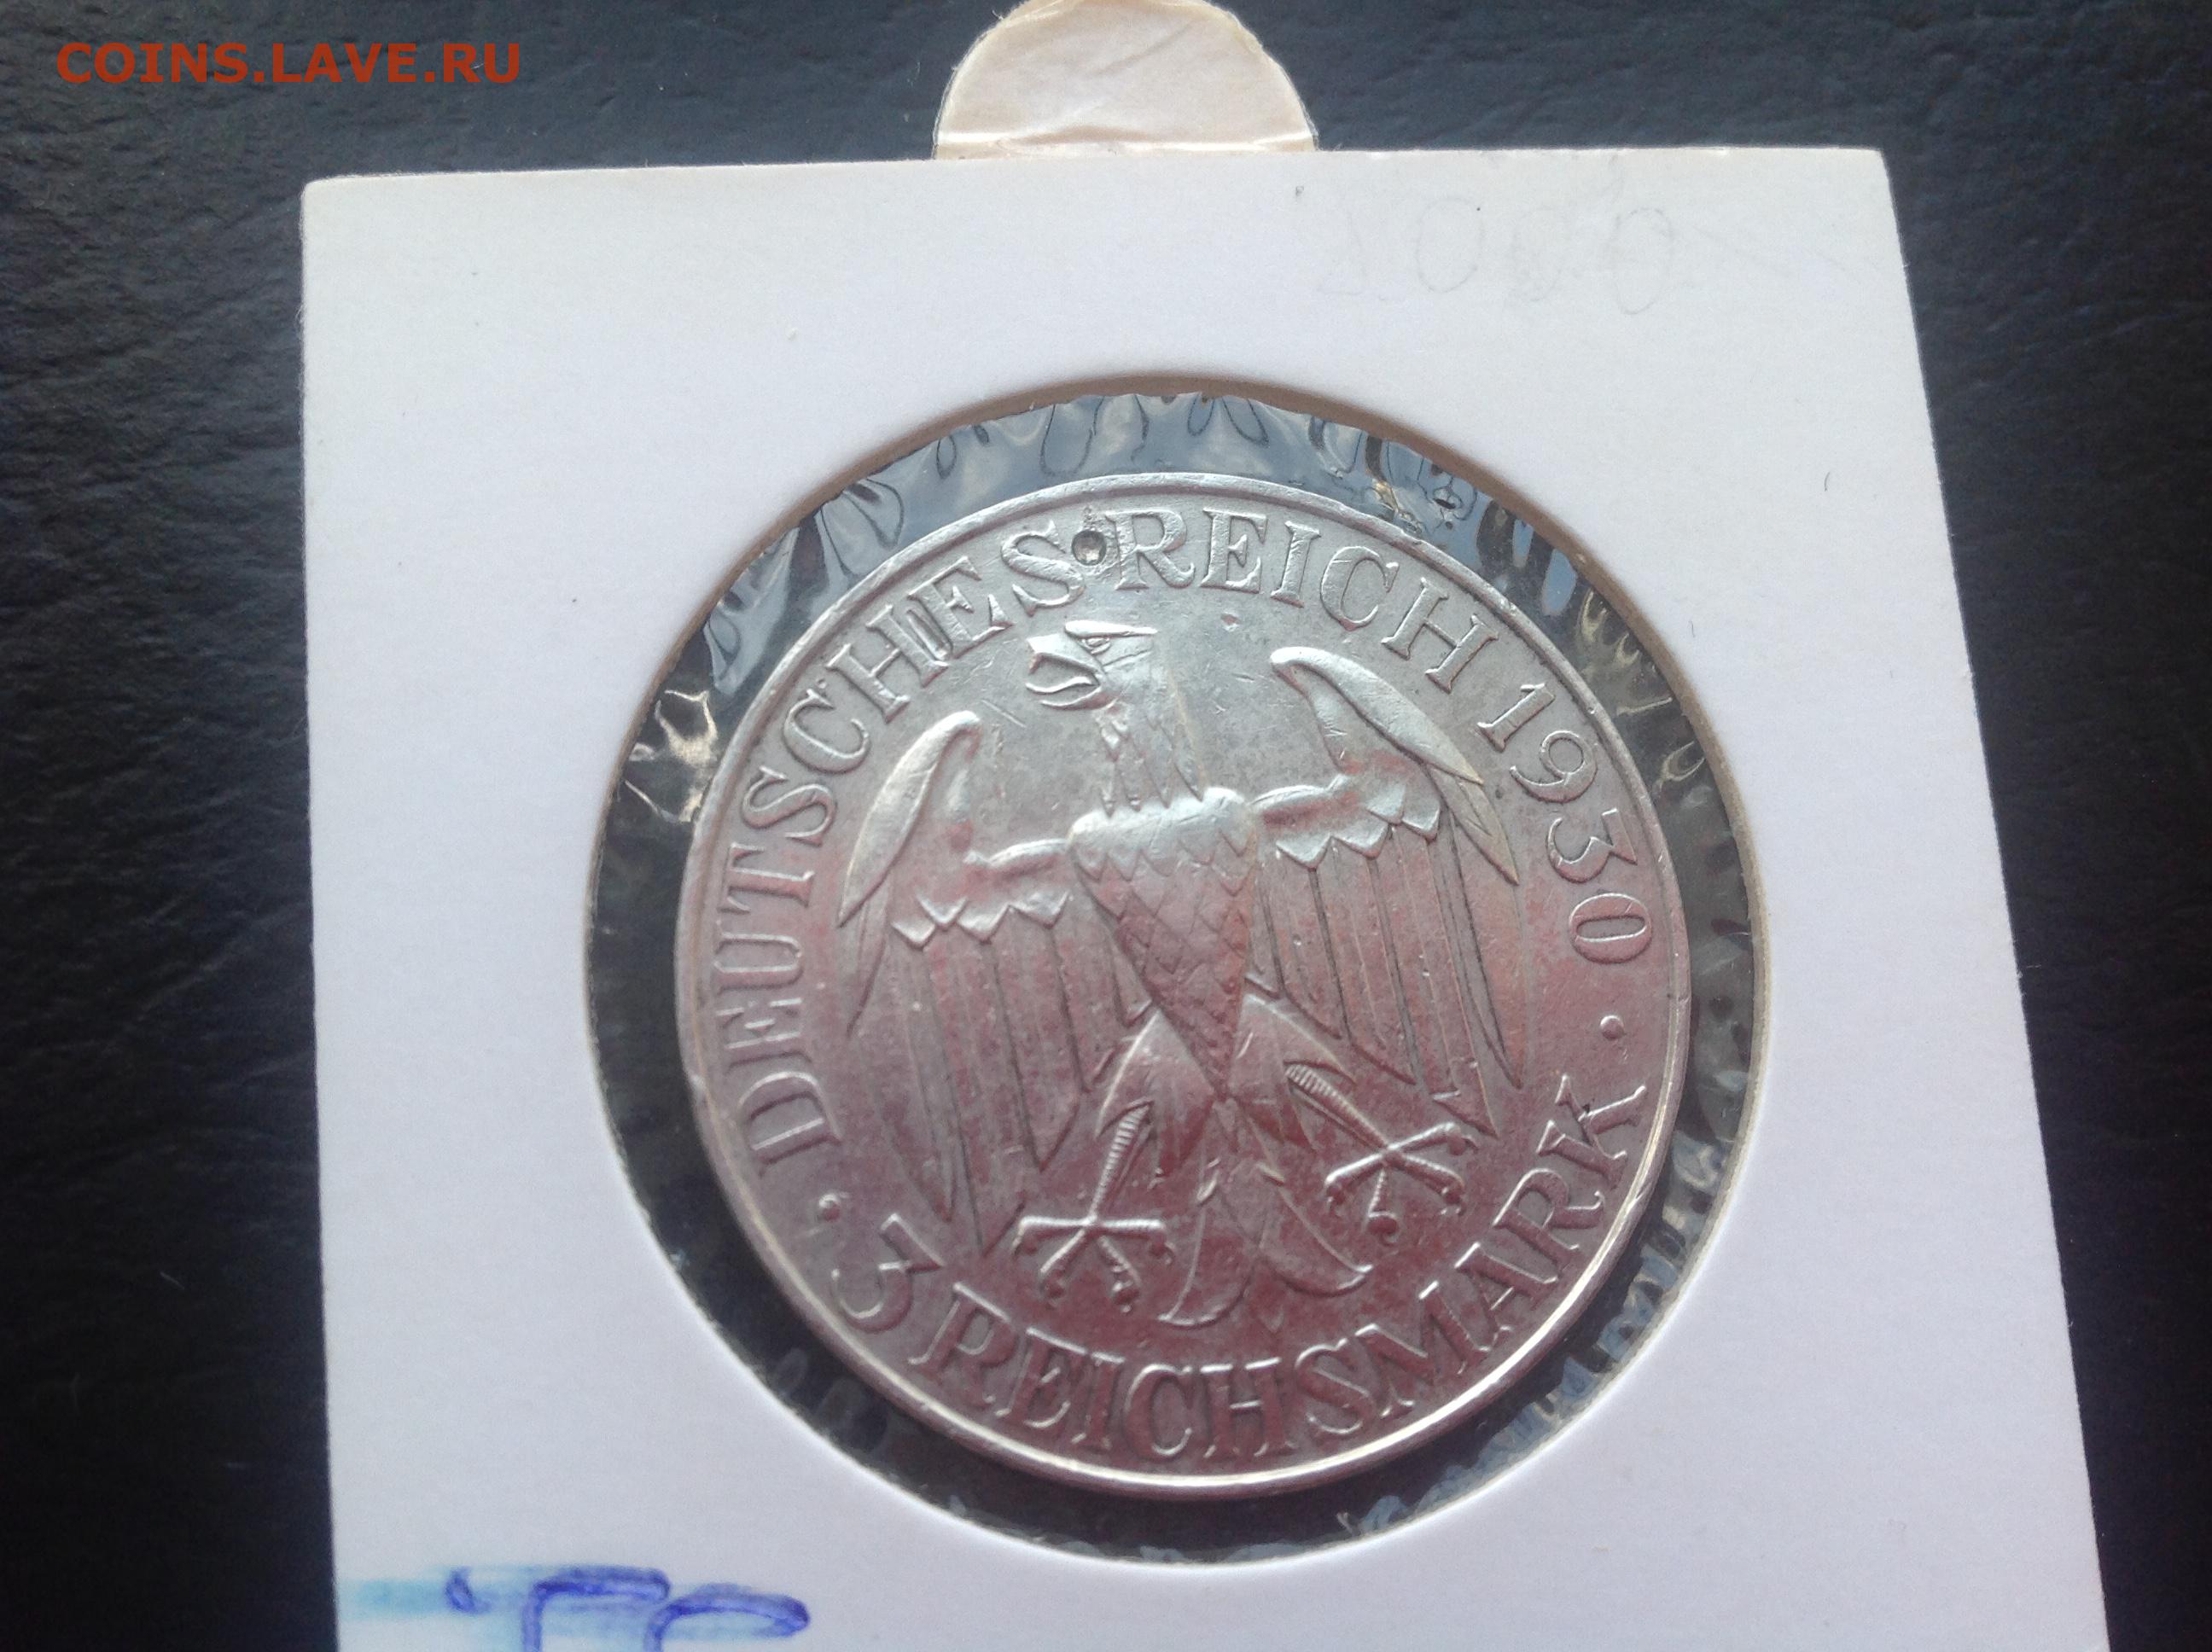 COINS.LAVE.RU
DEUTSCHES REICH 1930
· 3 REICHSMARK ·